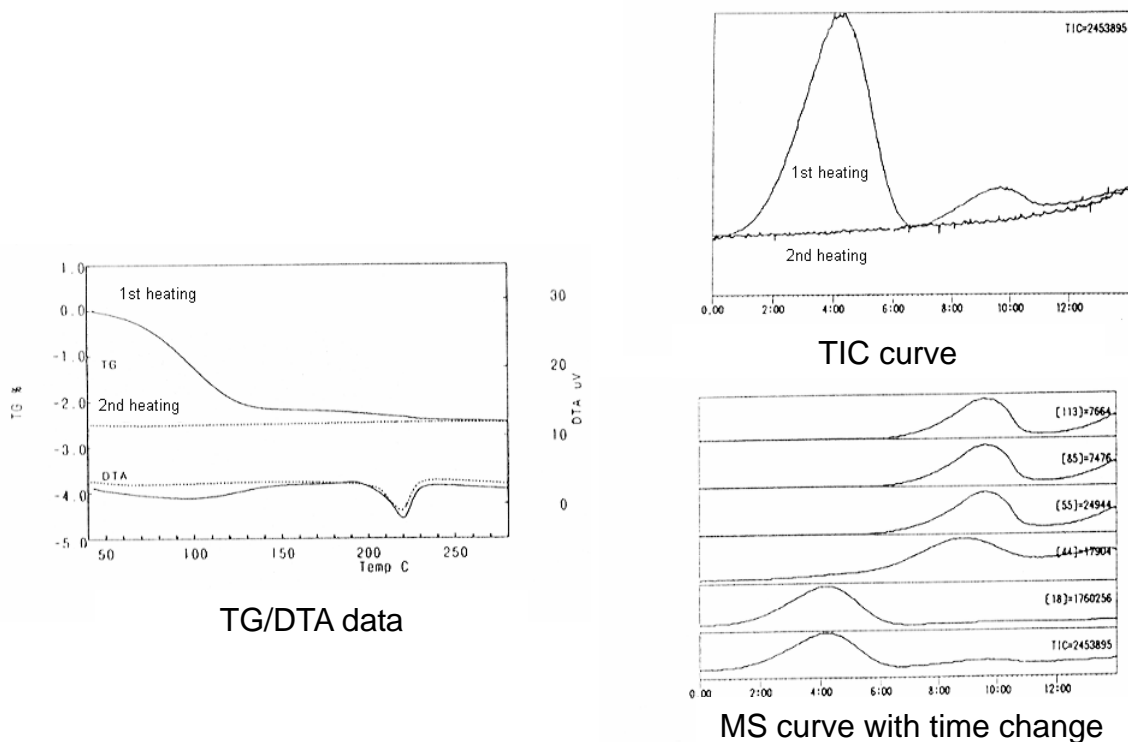 TIC=2453895
1st heating
2nd heating
0.00 2:00 4:00 6:00 8:00 10:00 12:00
TIC curve
1.0
0.0
-1.0
-2.0
-3.0
-4.0
-5.0
TG %
1st heating
TG
2nd heating
DTA
30
20
10
0
DTA uV
50 100 150 200 250
Temp C
TG/DTA data
[113]=7664
[85]=7476
[55]=24944
[44]=17904
[18]=1760256
TIC=2453895
0.00 2:00 4:00 6:00 8:00 10:00 12:00
MS curve with time change